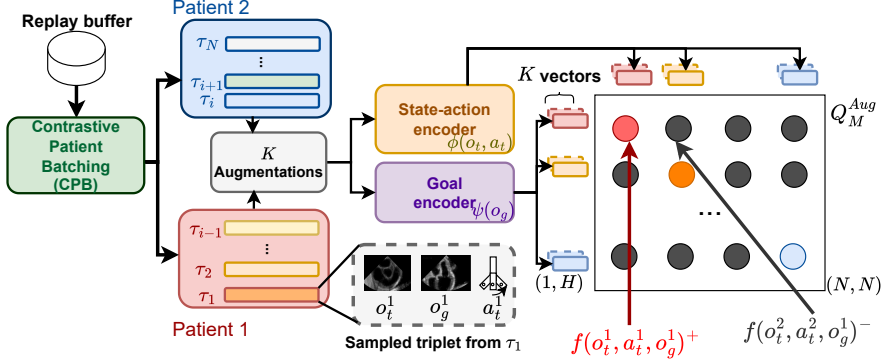 Replay buffer
Contrastive
Patient
Batching
(CPB)
Patient 2
τ_N
⋮
τ_{i+1}
τ_i
K
Augmentations
τ_{i−1}
⋮
τ_2
τ_1
Patient 1
State-action
encoder
ϕ(o_t, a_t)
Goal
encoder
ψ(o_g)
o_t^1
o_g^1
a_t^1
Sampled triplet from τ_1
K vectors
(1, H)
Q_M^{Aug}
...
(N, N)
f(o_t^1, a_t^1, o_g^1)+
f(o_t^2, a_t^2, o_g^1)^−